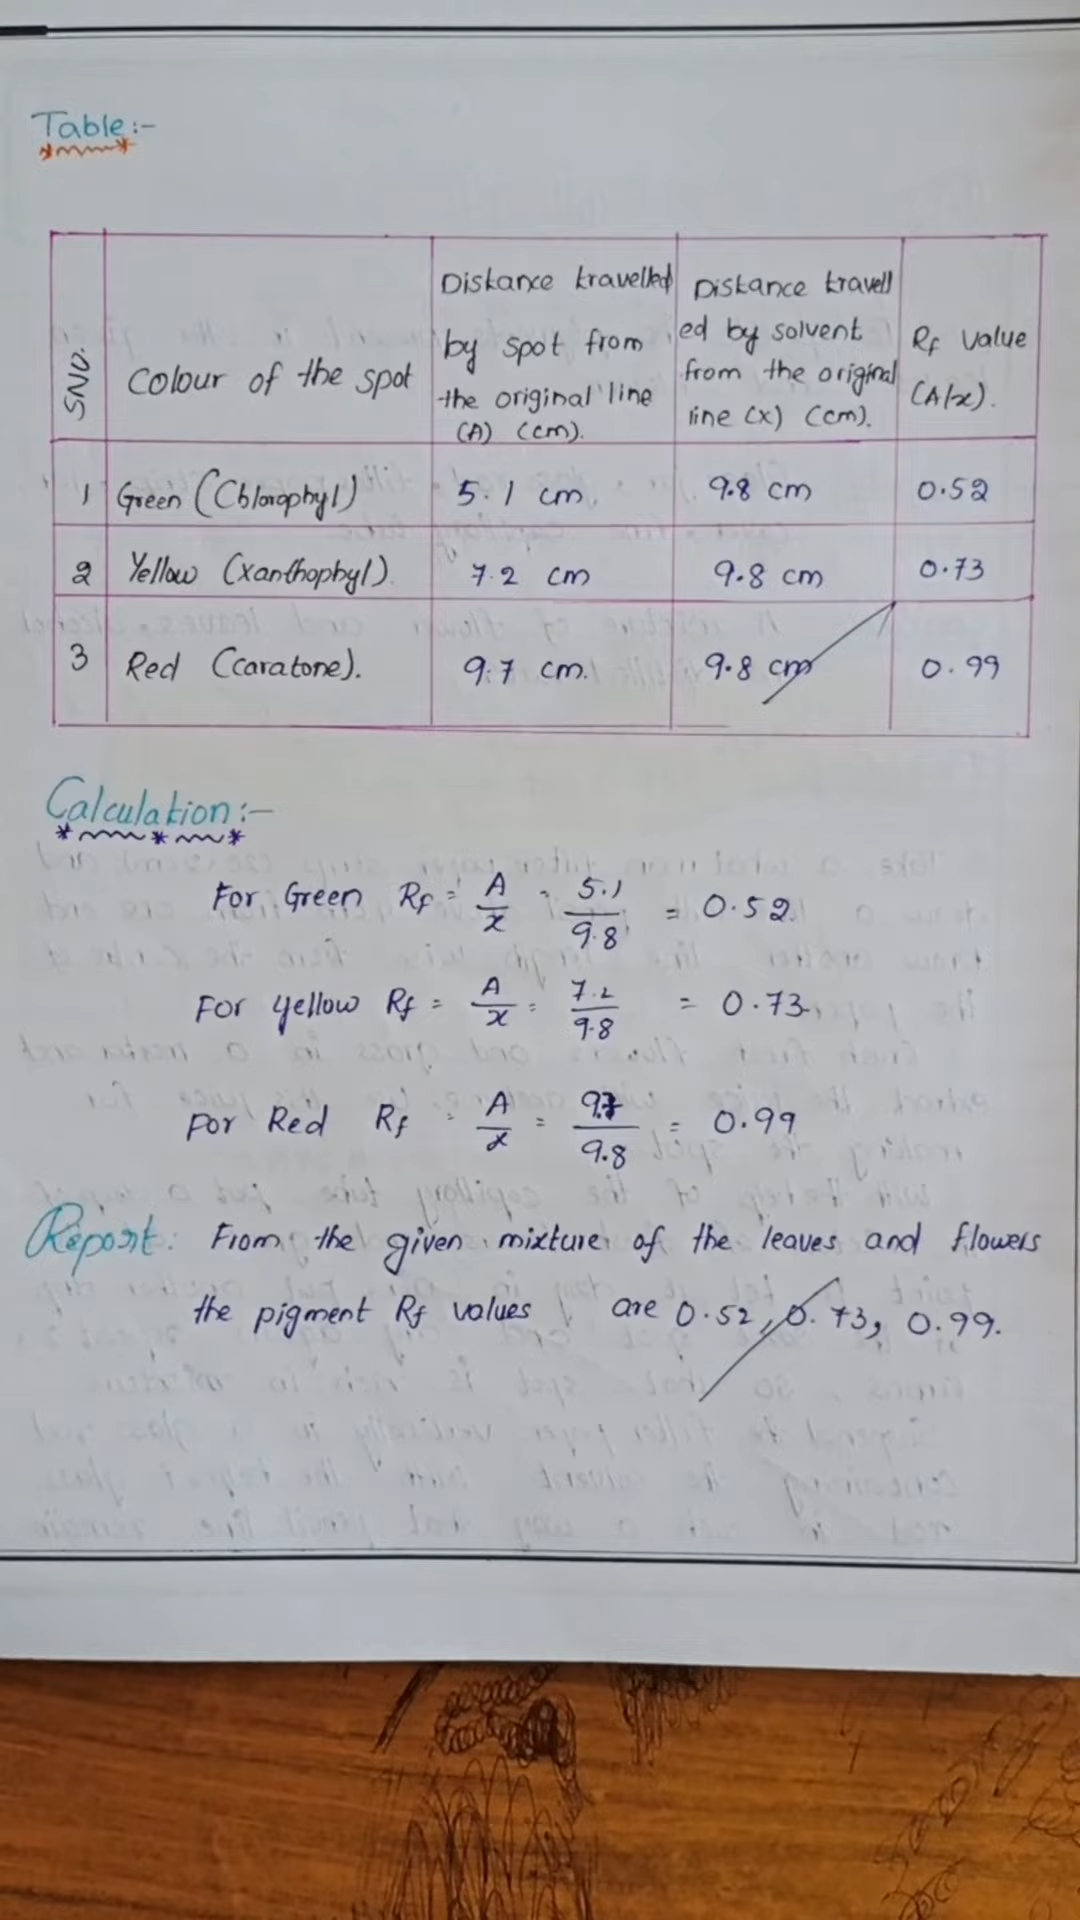 Table:-
SNO.
Colour of the spot
Distance travelled
by spot from
the original line
(A) (cm).
Distance travell
ed by solvent
from the original
line (x) (cm).
Rf value
(A/x).
1 Green (Chlorophyl) 5.1 cm. 9.8 cm 0.52
2 Yellow (Xanthophyl). 7.2 cm 9.8 cm 0.73
3 Red (caratone). 9.7 cm. 9.8 cm 0.99
Calculation:-
For Green Rf = A/x = 5.1/9.8 = 0.52.
For yellow Rf = A/x = 7.2/9.8 = 0.73
For Red Rf = A/x = 9.7/9.8 = 0.99
Report: From the given mixture of the leaves and flowers
the pigment Rf values are 0.52, 0.73, 0.99.